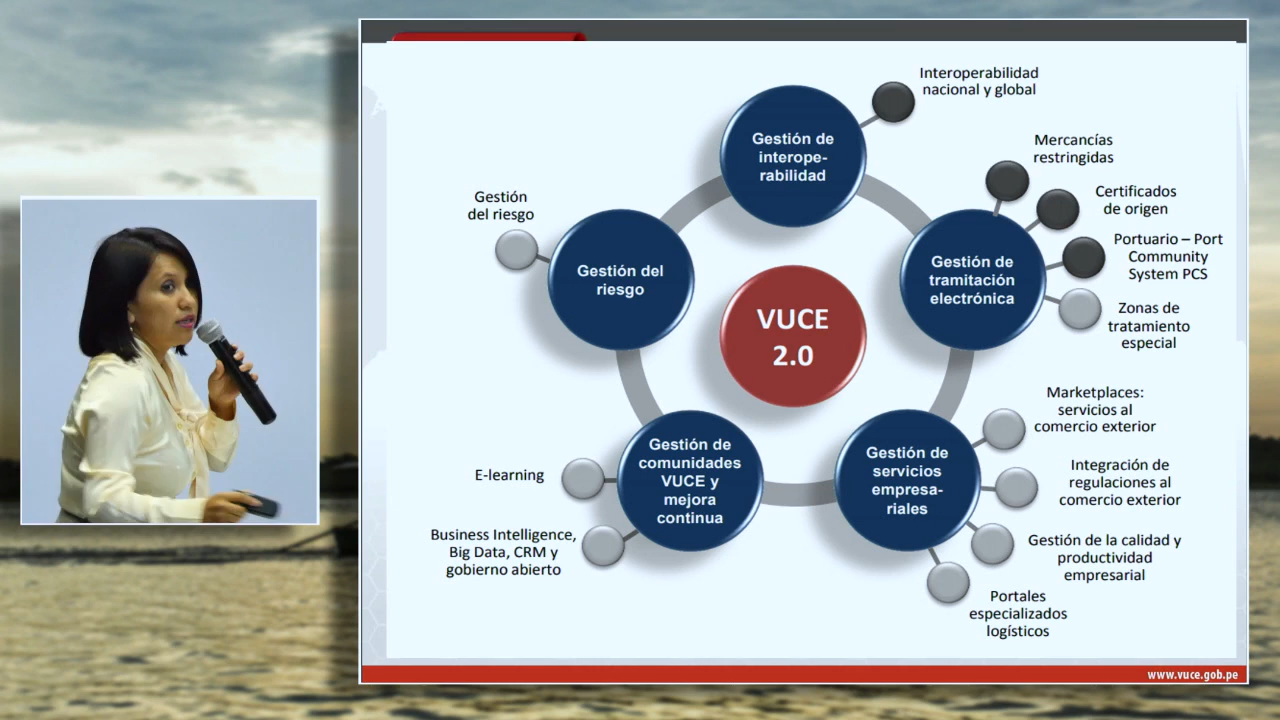 Interoperabilidad
nacional y global
Gestión de
interope-
rabilidad
Mercancías
restringidas
Certificados
de origen
Portuario – Port
Community
System PCS
Zonas de
tratamiento
especial
Gestión de
tramitación
electrónica
Gestión
del riesgo
Gestión del
riesgo
VUCE
2.0
Marketplaces:
servicios al
comercio exterior
Integración de
regulaciones al
comercio exterior
Gestión de la calidad y
productividad
empresarial
Portales
especializados
logísticos
Gestión de
servicios
empresa-
riales
Gestión de
comunidades
VUCE y
mejora
continua
E-learning
Business Intelligence,
Big Data, CRM y
gobierno abierto
www.vuce.gob.pe